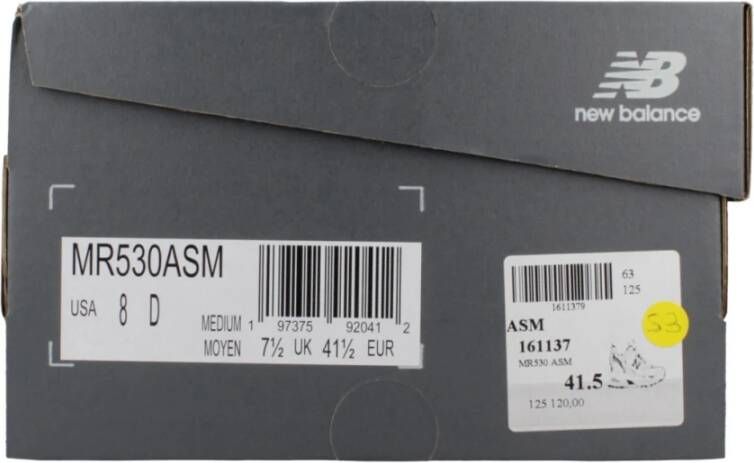 new balance
MR530ASM
USA 8 D
MEDIUM 1 97375 92041 2
MOYEN 7½ UK 41½ EUR
63
125
1611379
ASM
161137
MR530 ASM
41.5
125 120,00
53